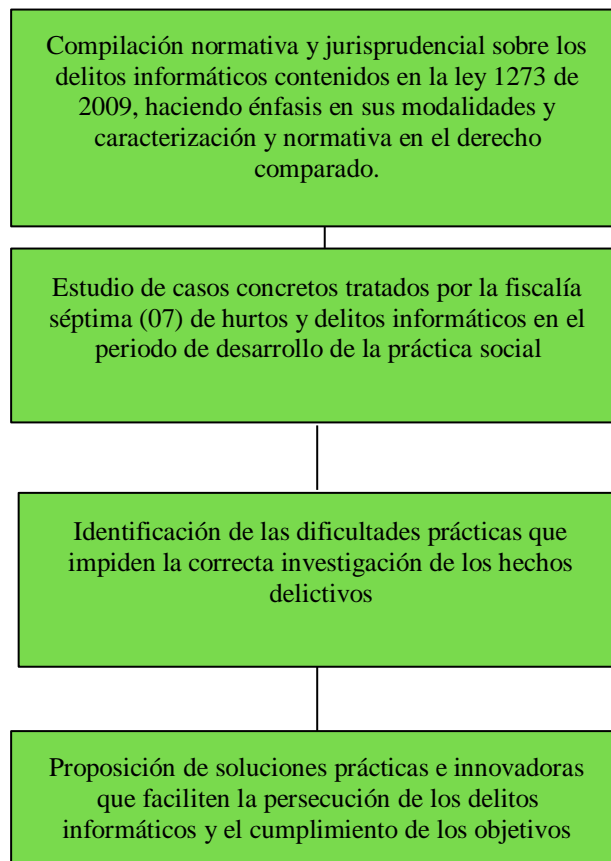 Compilación normativa y jurisprudencial sobre los
delitos informáticos contenidos en la ley 1273 de
2009, haciendo énfasis en sus modalidades y
caracterización y normativa en el derecho
comparado.
Estudio de casos concretos tratados por la fiscalía
séptima (07) de hurtos y delitos informáticos en el
periodo de desarrollo de la práctica social
Identificación de las dificultades prácticas que
impiden la correcta investigación de los hechos
delictivos
Proposición de soluciones prácticas e innovadoras
que faciliten la persecución de los delitos
informáticos y el cumplimiento de los objetivos